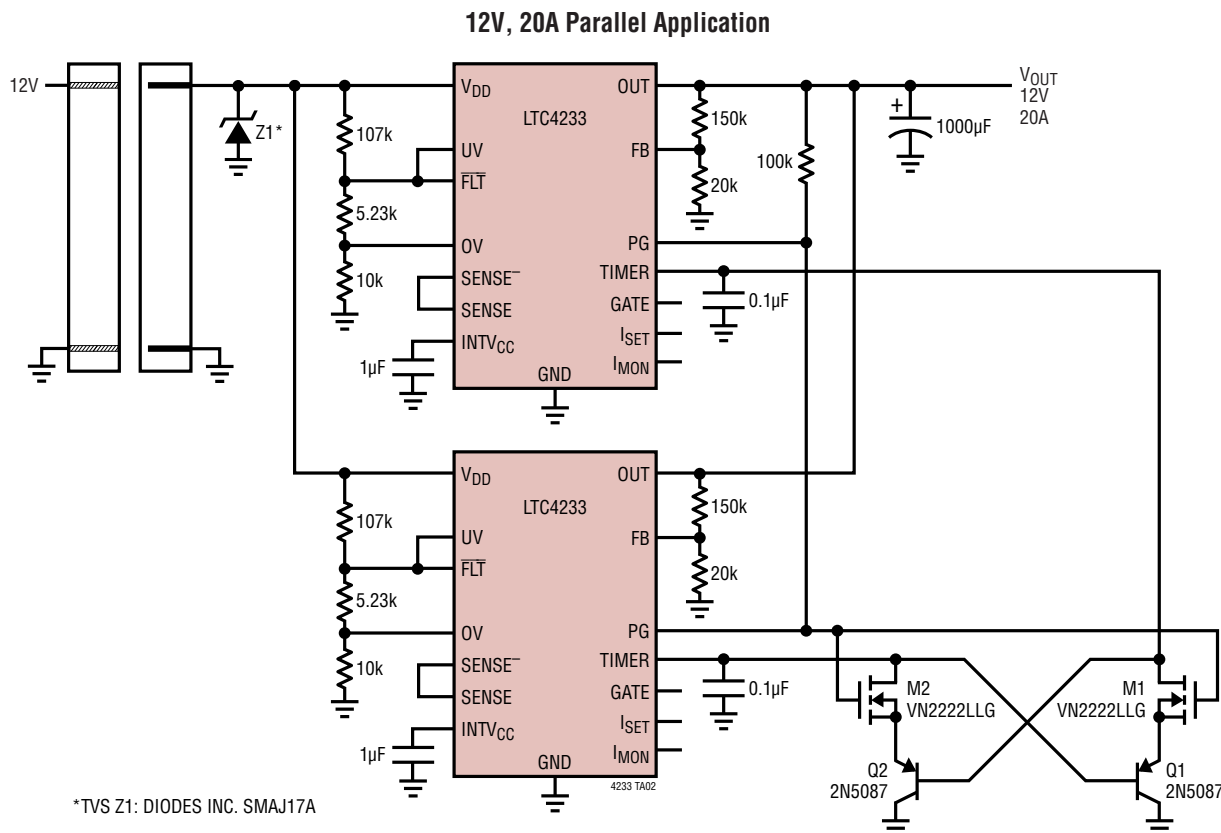 12V, 20A Parallel Application
12V
Z1*
107k
5.23k
10k
1µF
VDD
UV
FLT
OV
SENSE–
SENSE
INTVCC
LTC4233
GND
OUT
FB
PG
TIMER
GATE
ISET
IMON
150k
20k
100k
0.1µF
+
1000µF
VOUT
12V
20A
107k
5.23k
10k
1µF
VDD
UV
FLT
OV
SENSE–
SENSE
INTVCC
LTC4233
GND
OUT
FB
PG
TIMER
GATE
ISET
IMON
150k
20k
0.1µF
M2
VN2222LLG
M1
VN2222LLG
Q2
2N5087
Q1
2N5087
4233 TA02
*TVS Z1: DIODES INC. SMAJ17A